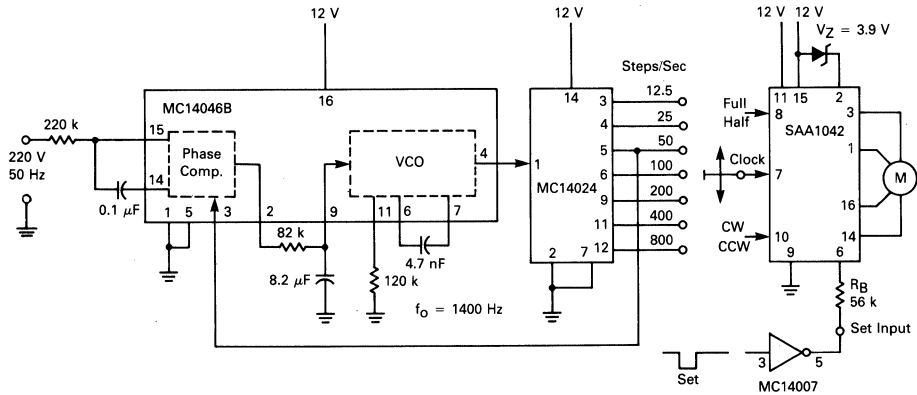 12 V
12 V
12 V
12 V
VZ = 3.9 V
Steps/Sec
MC14046B
16
14
3
12.5
11
15
2
220 k
15
4
25
Full
Half
8
SAA1042
3
220 V
50 Hz
Phase
Comp.
VCO
4
1
5
50
1
14
MC14024
6
100
Clock
7
M
0.1 μF
9
200
16
1
5
3
2
9
11
6
7
11
400
CW
CCW
10
14
82 k
12
800
9
6
8.2 μF
120 k
4.7 nF
2
7
RB
56 k
fo = 1400 Hz
Set Input
Set
3
5
MC14007